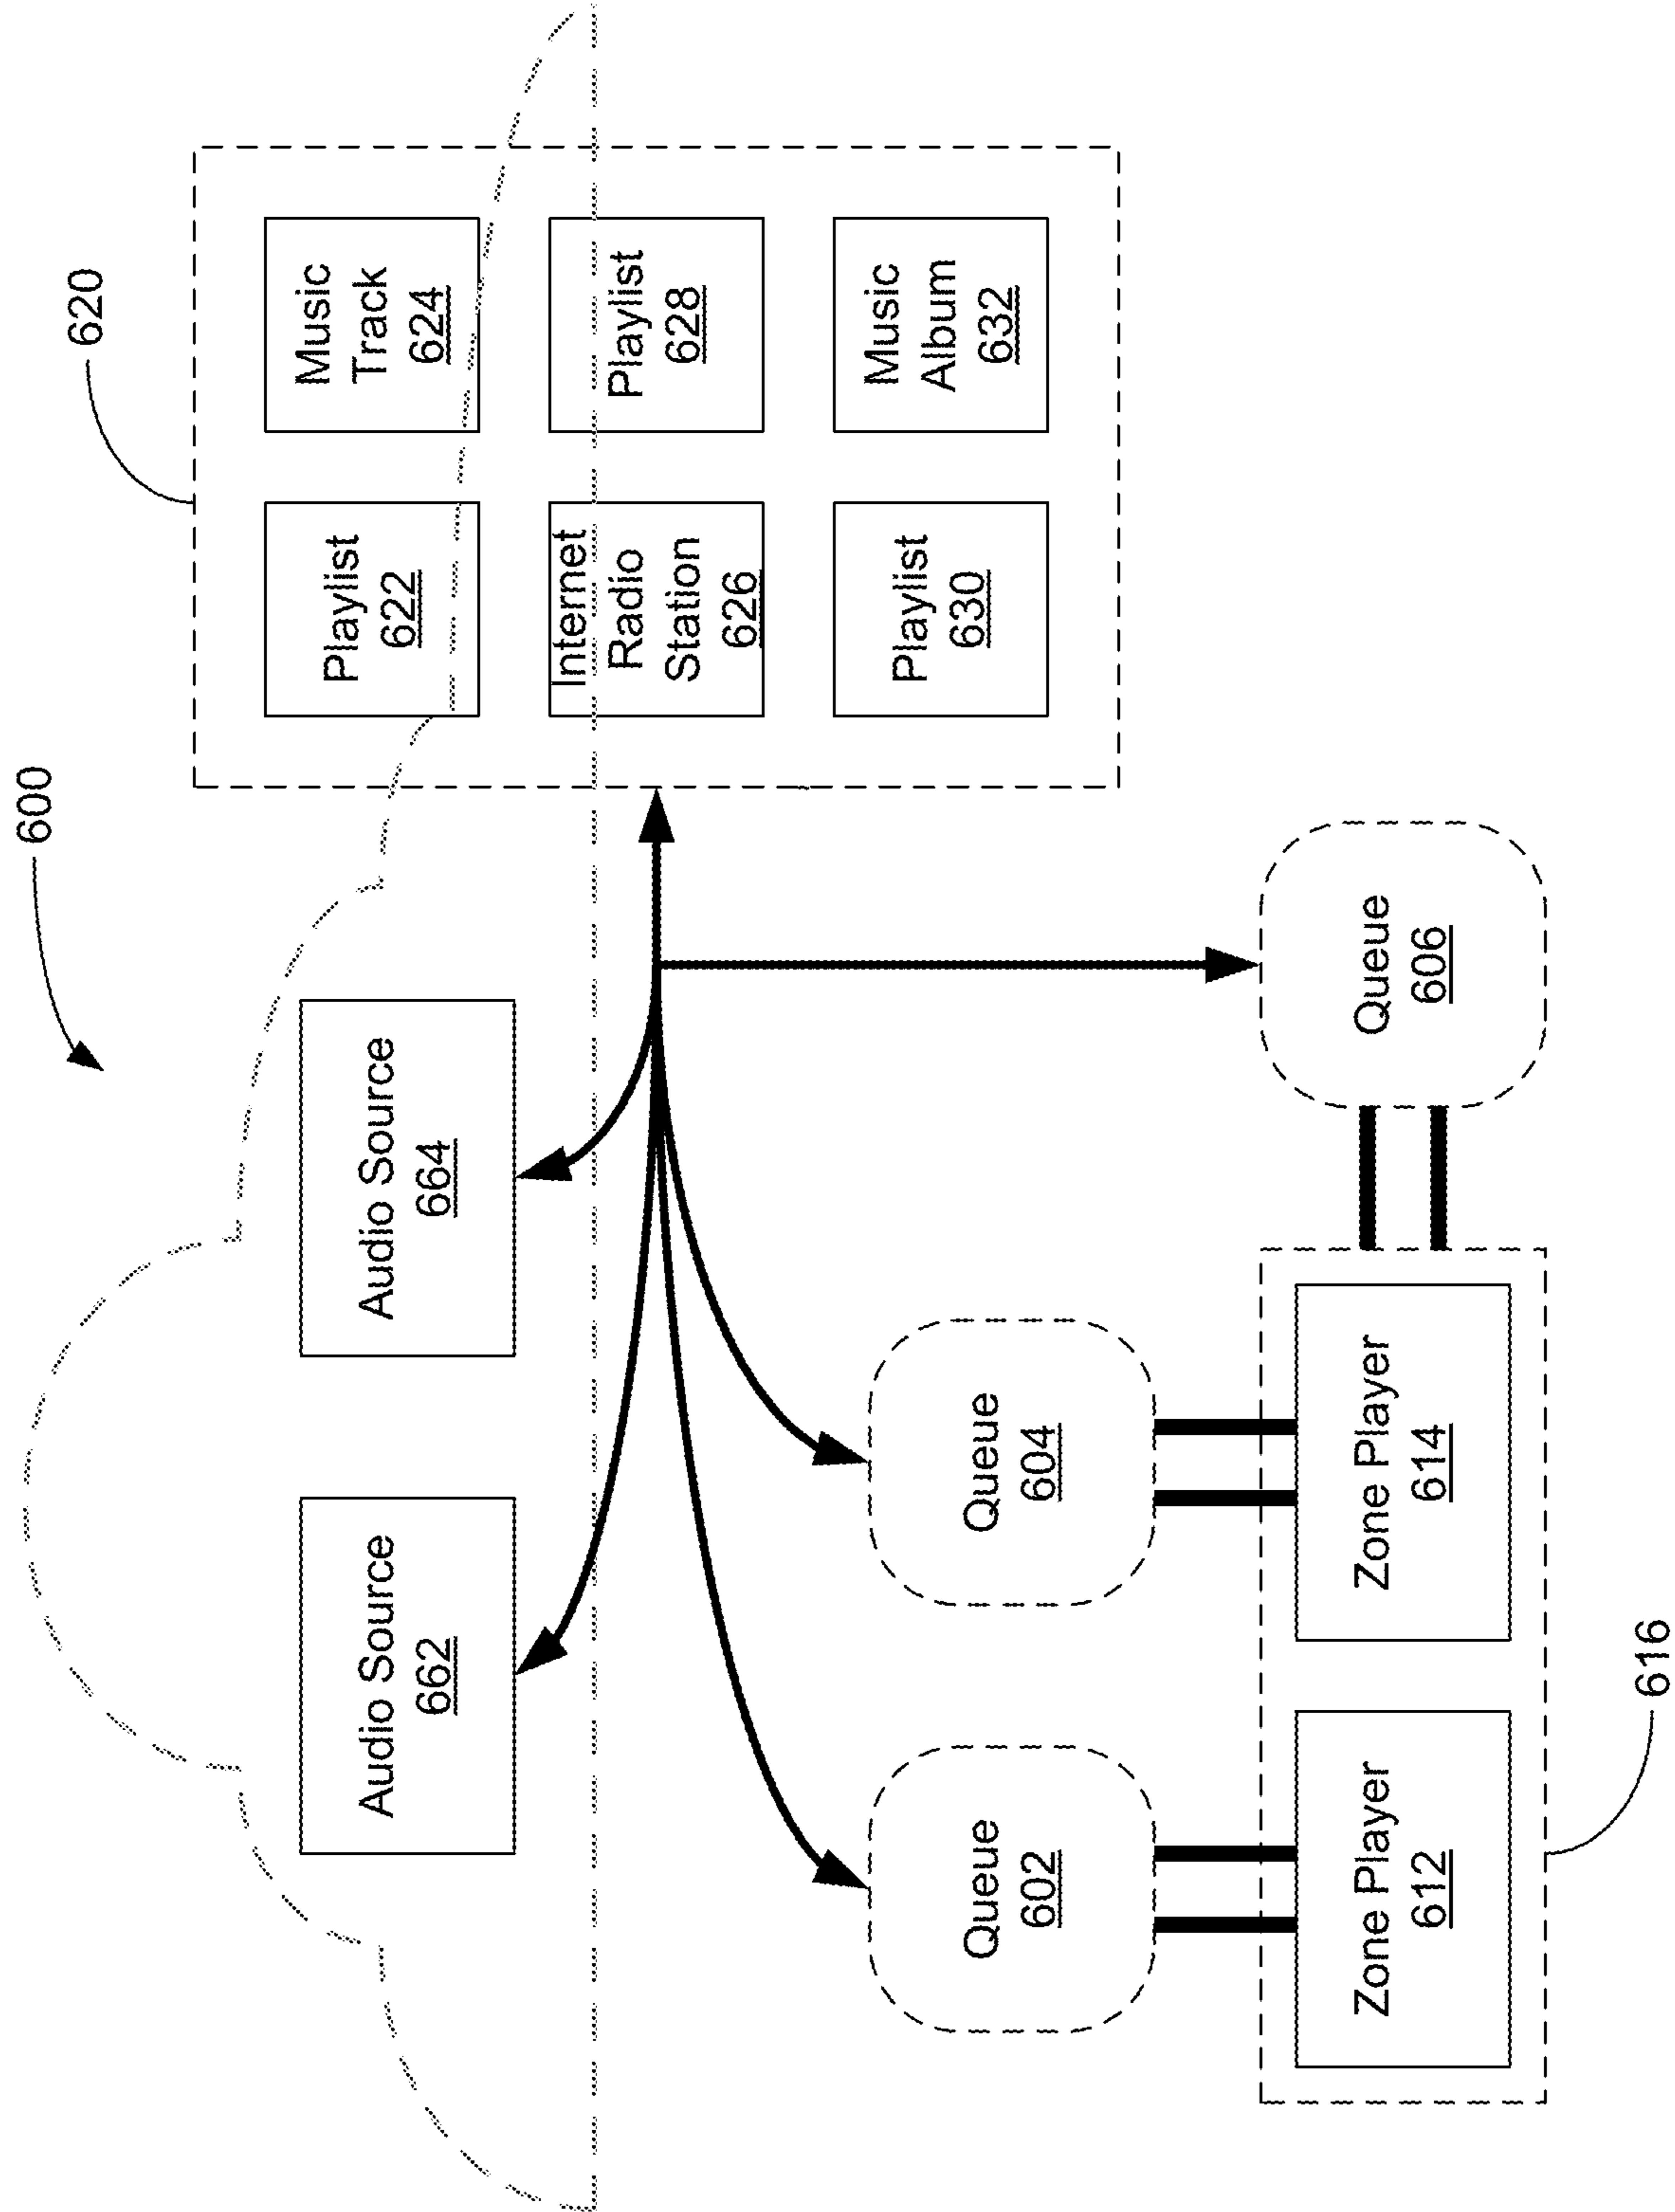 600
620
Audio Source
662
Audio Source
664
Playlist
622
Music
Track
624
Internet
Radio
Station
626
Playlist
628
Playlist
630
Music
Album
632
Queue
602
Queue
604
Queue
606
Zone Player
612
Zone Player
614
616